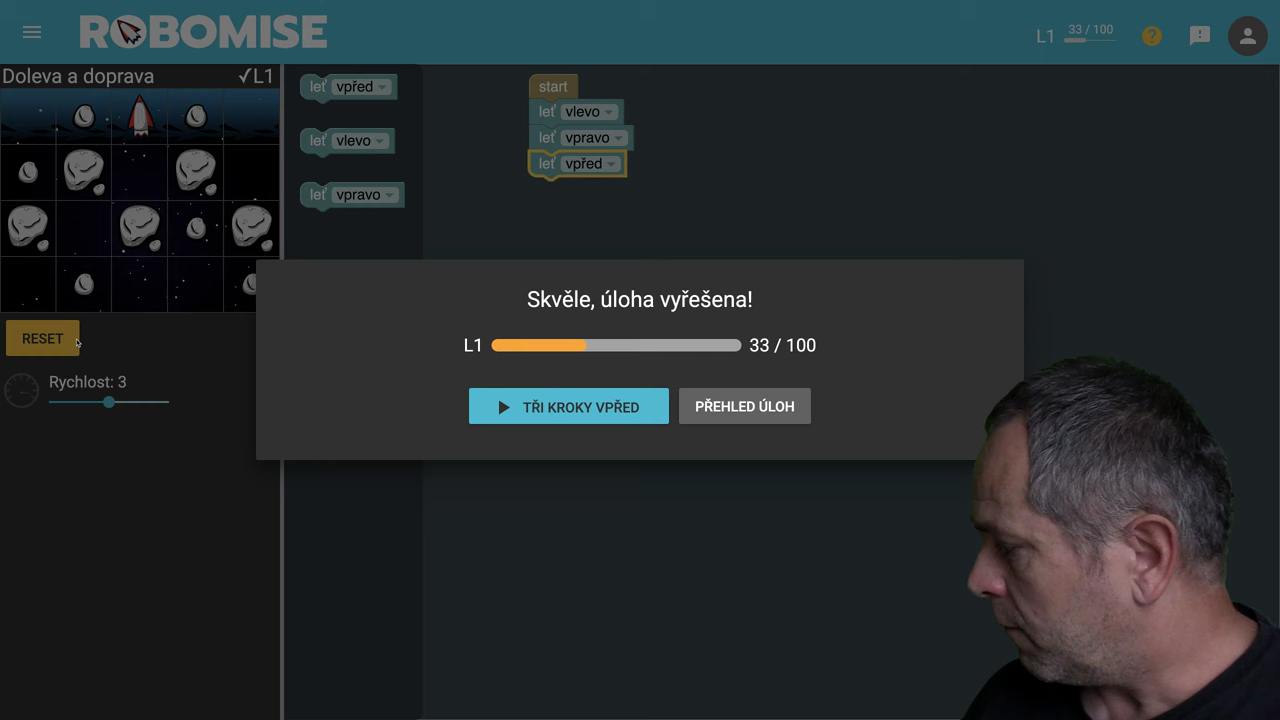 ROBOMISE
L1 33 / 100
Doleva a doprava ✓L1
leť vpřed
leť vlevo
leť vpravo
start
leť vlevo
leť vpravo
leť vpřed
RESET
Rychlost: 3
Skvěle, úloha vyřešena!
L1 33 / 100
TŘI KROKY VPŘED
PŘEHLED ÚLOH